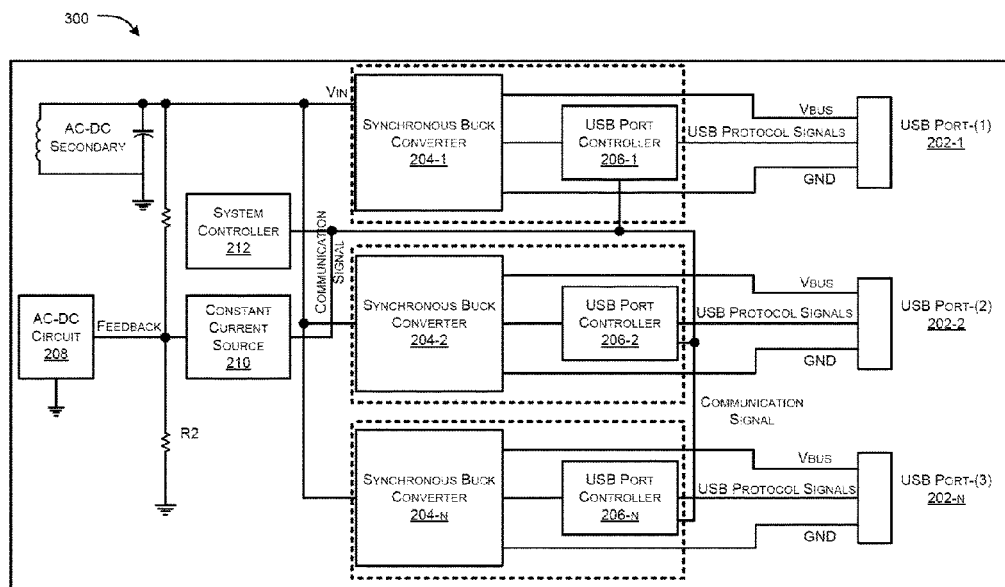 300
VIN
AC-DC
SECONDARY
SYNCHRONOUS BUCK
CONVERTER
204-1
USB PORT
CONTROLLER
206-1
VBUS
USB PROTOCOL SIGNALS
GND
USB PORT-(1)
202-1
SYSTEM
CONTROLLER
212
COMMUNICATION
SIGNAL
AC-DC
CIRCUIT
208
FEEDBACK
CONSTANT
CURRENT
SOURCE
210
SYNCHRONOUS BUCK
CONVERTER
204-2
USB PORT
CONTROLLER
206-2
VBUS
USB PROTOCOL SIGNALS
GND
USB PORT-(2)
202-2
COMMUNICATION
SIGNAL
R2
SYNCHRONOUS BUCK
CONVERTER
204-N
USB PORT
CONTROLLER
206-N
VBUS
USB PROTOCOL SIGNALS
GND
USB PORT-(3)
202-N